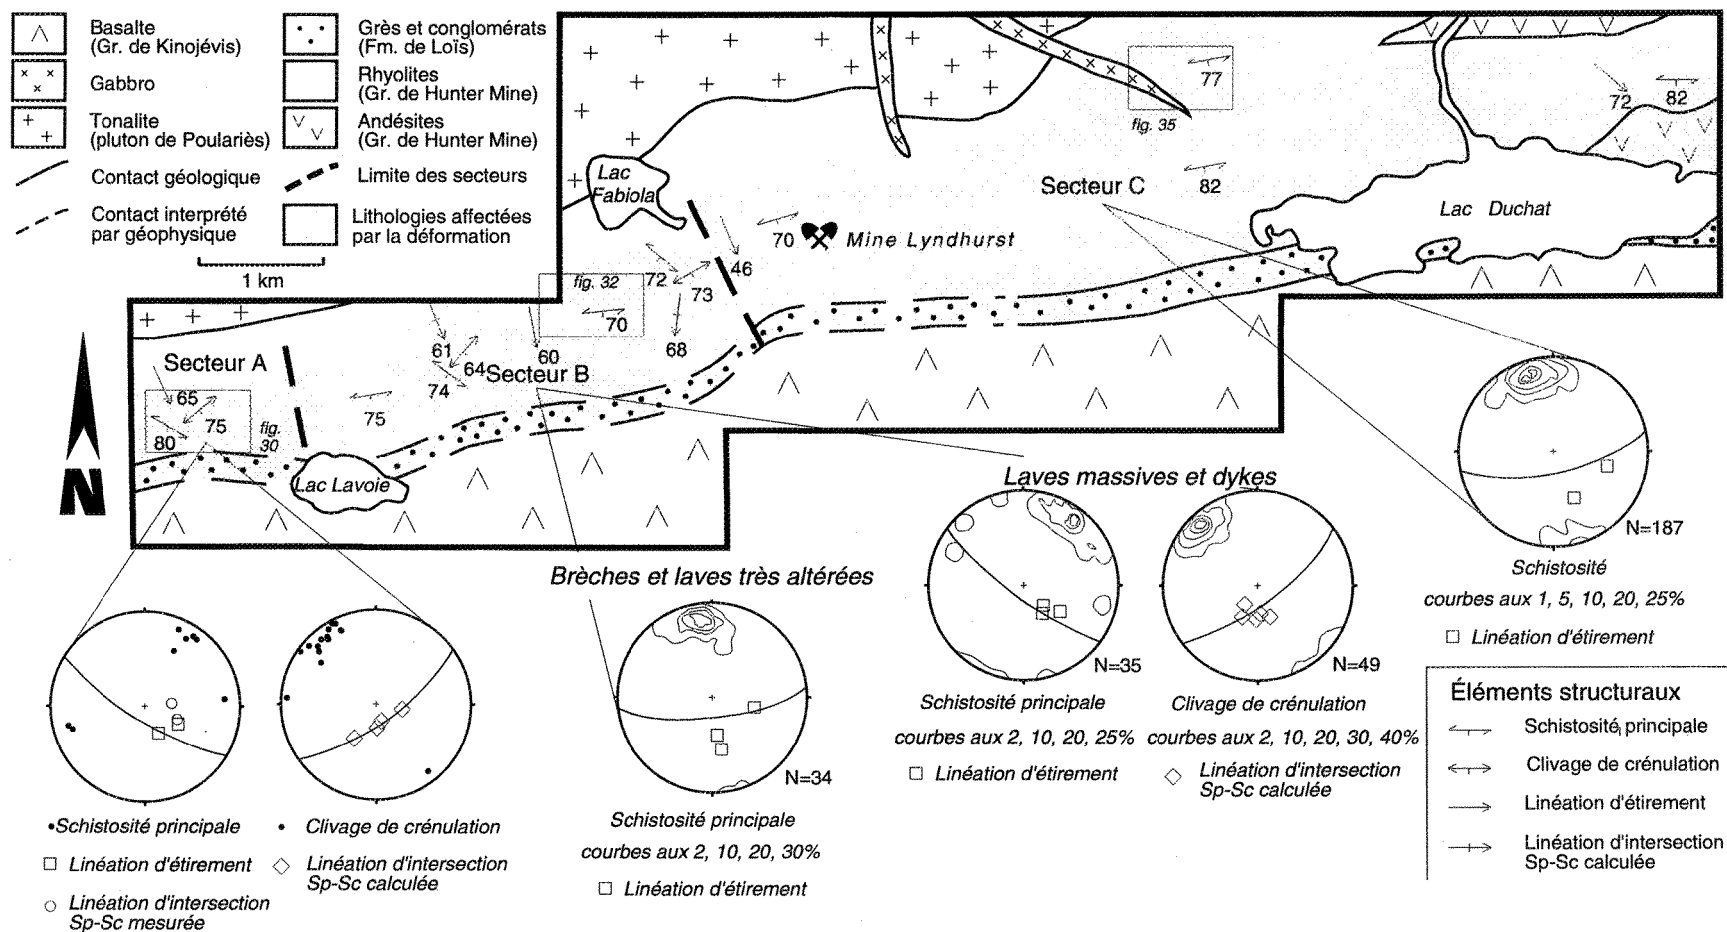 Basalte
(Gr. de Kinojévis)
Gabbro
Tonalite
(pluton de Poulariès)
Contact géologique
Contact interprété
par géophysique
Grès et conglomérats
(Fm. de Loïs)
Rhyolites
(Gr. de Hunter Mine)
Andésites
(Gr. de Hunter Mine)
Limite des secteurs
Lithologies affectées
par la déformation
1 km
77
fig. 35
72
82
Lac
Fabiola
82
Secteur C
Lac Duchat
70
Mine Lyndhurst
46
72
73
fig. 32
70
68
61
64
60
74
Secteur B
75
Secteur A
65
75
80
fig.
30
Lac Lavoie
N
Laves massives et dykes
N=187
Schistosité
courbes aux 1, 5, 10, 20, 25%
Linéation d'étirement
Brèches et laves très altérées
N=35
N=49
Schistosité principale
courbes aux 2, 10, 20, 25%
Linéation d'étirement
Clivage de crénulation
courbes aux 2, 10, 20, 30, 40%
Linéation d'intersection
Sp-Sc calculée
N=34
Schistosité principale
courbes aux 2, 10, 20, 30%
Linéation d'étirement
Schistosité principale
Linéation d'étirement
Linéation d'intersection
Sp-Sc mesurée
Clivage de crénulation
Linéation d'intersection
Sp-Sc calculée
Éléments structuraux
Schistosité principale
Clivage de crénulation
Linéation d'étirement
Linéation d'intersection
Sp-Sc calculée